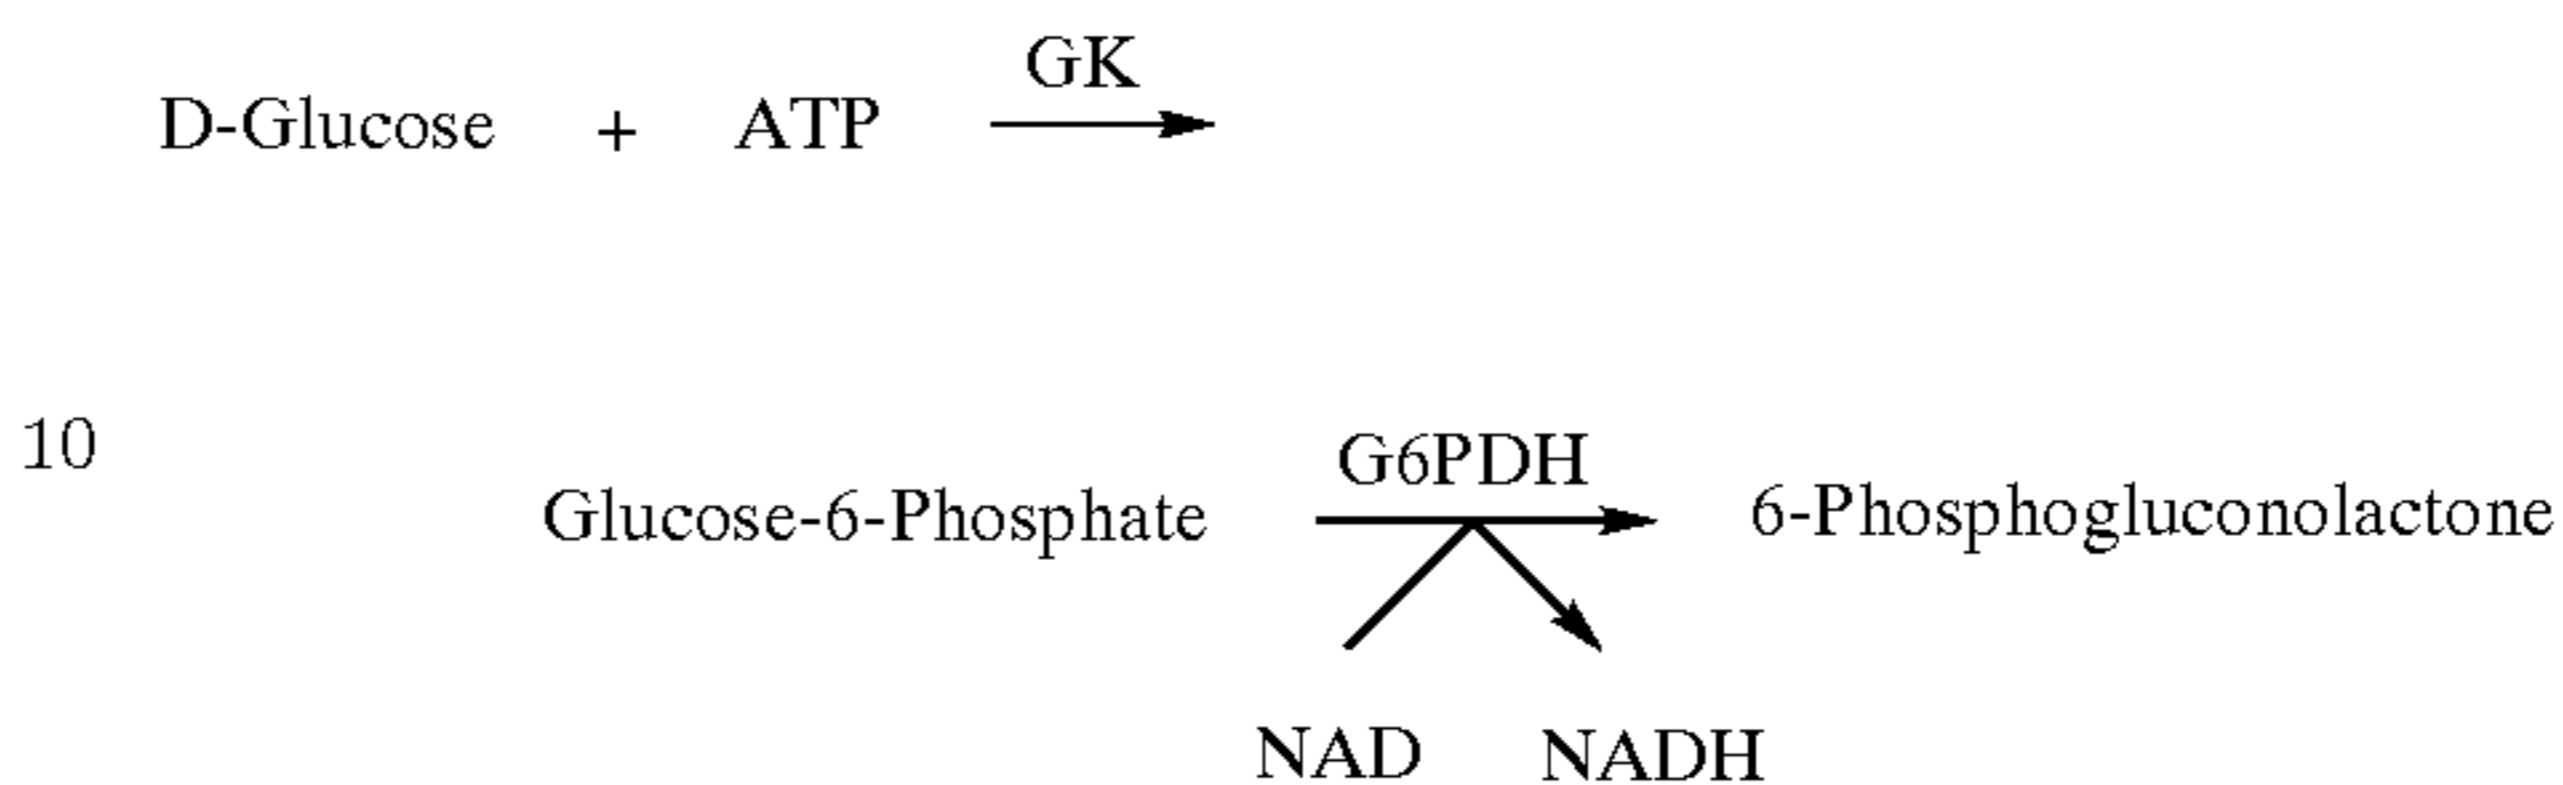 GK
D-Glucose + ATP
10
G6PDH
Glucose-6-Phosphate 6-Phosphogluconolactone
NAD NADH